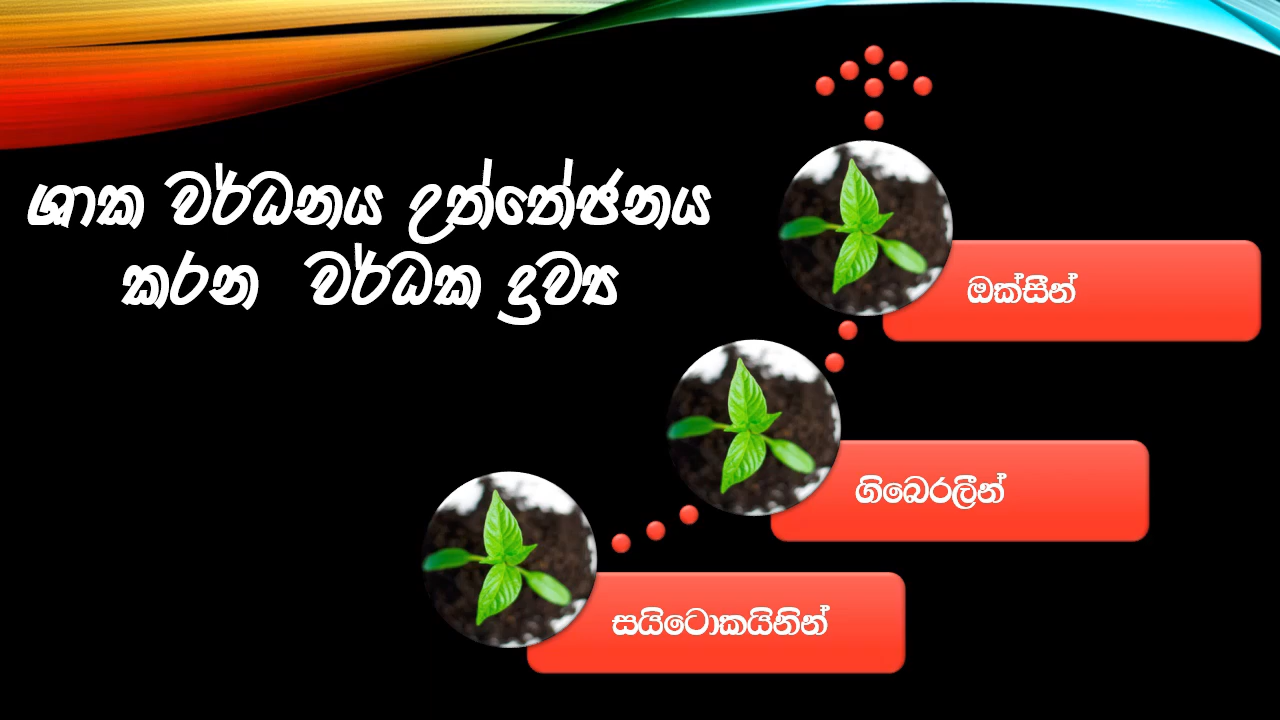 ශාක වර්ධනය උත්තේජනය
කරන වර්ධක ද්‍රව්‍ය
ඔක්සීන්
ගිබෙරලීන්
සයිටොකයිනින්